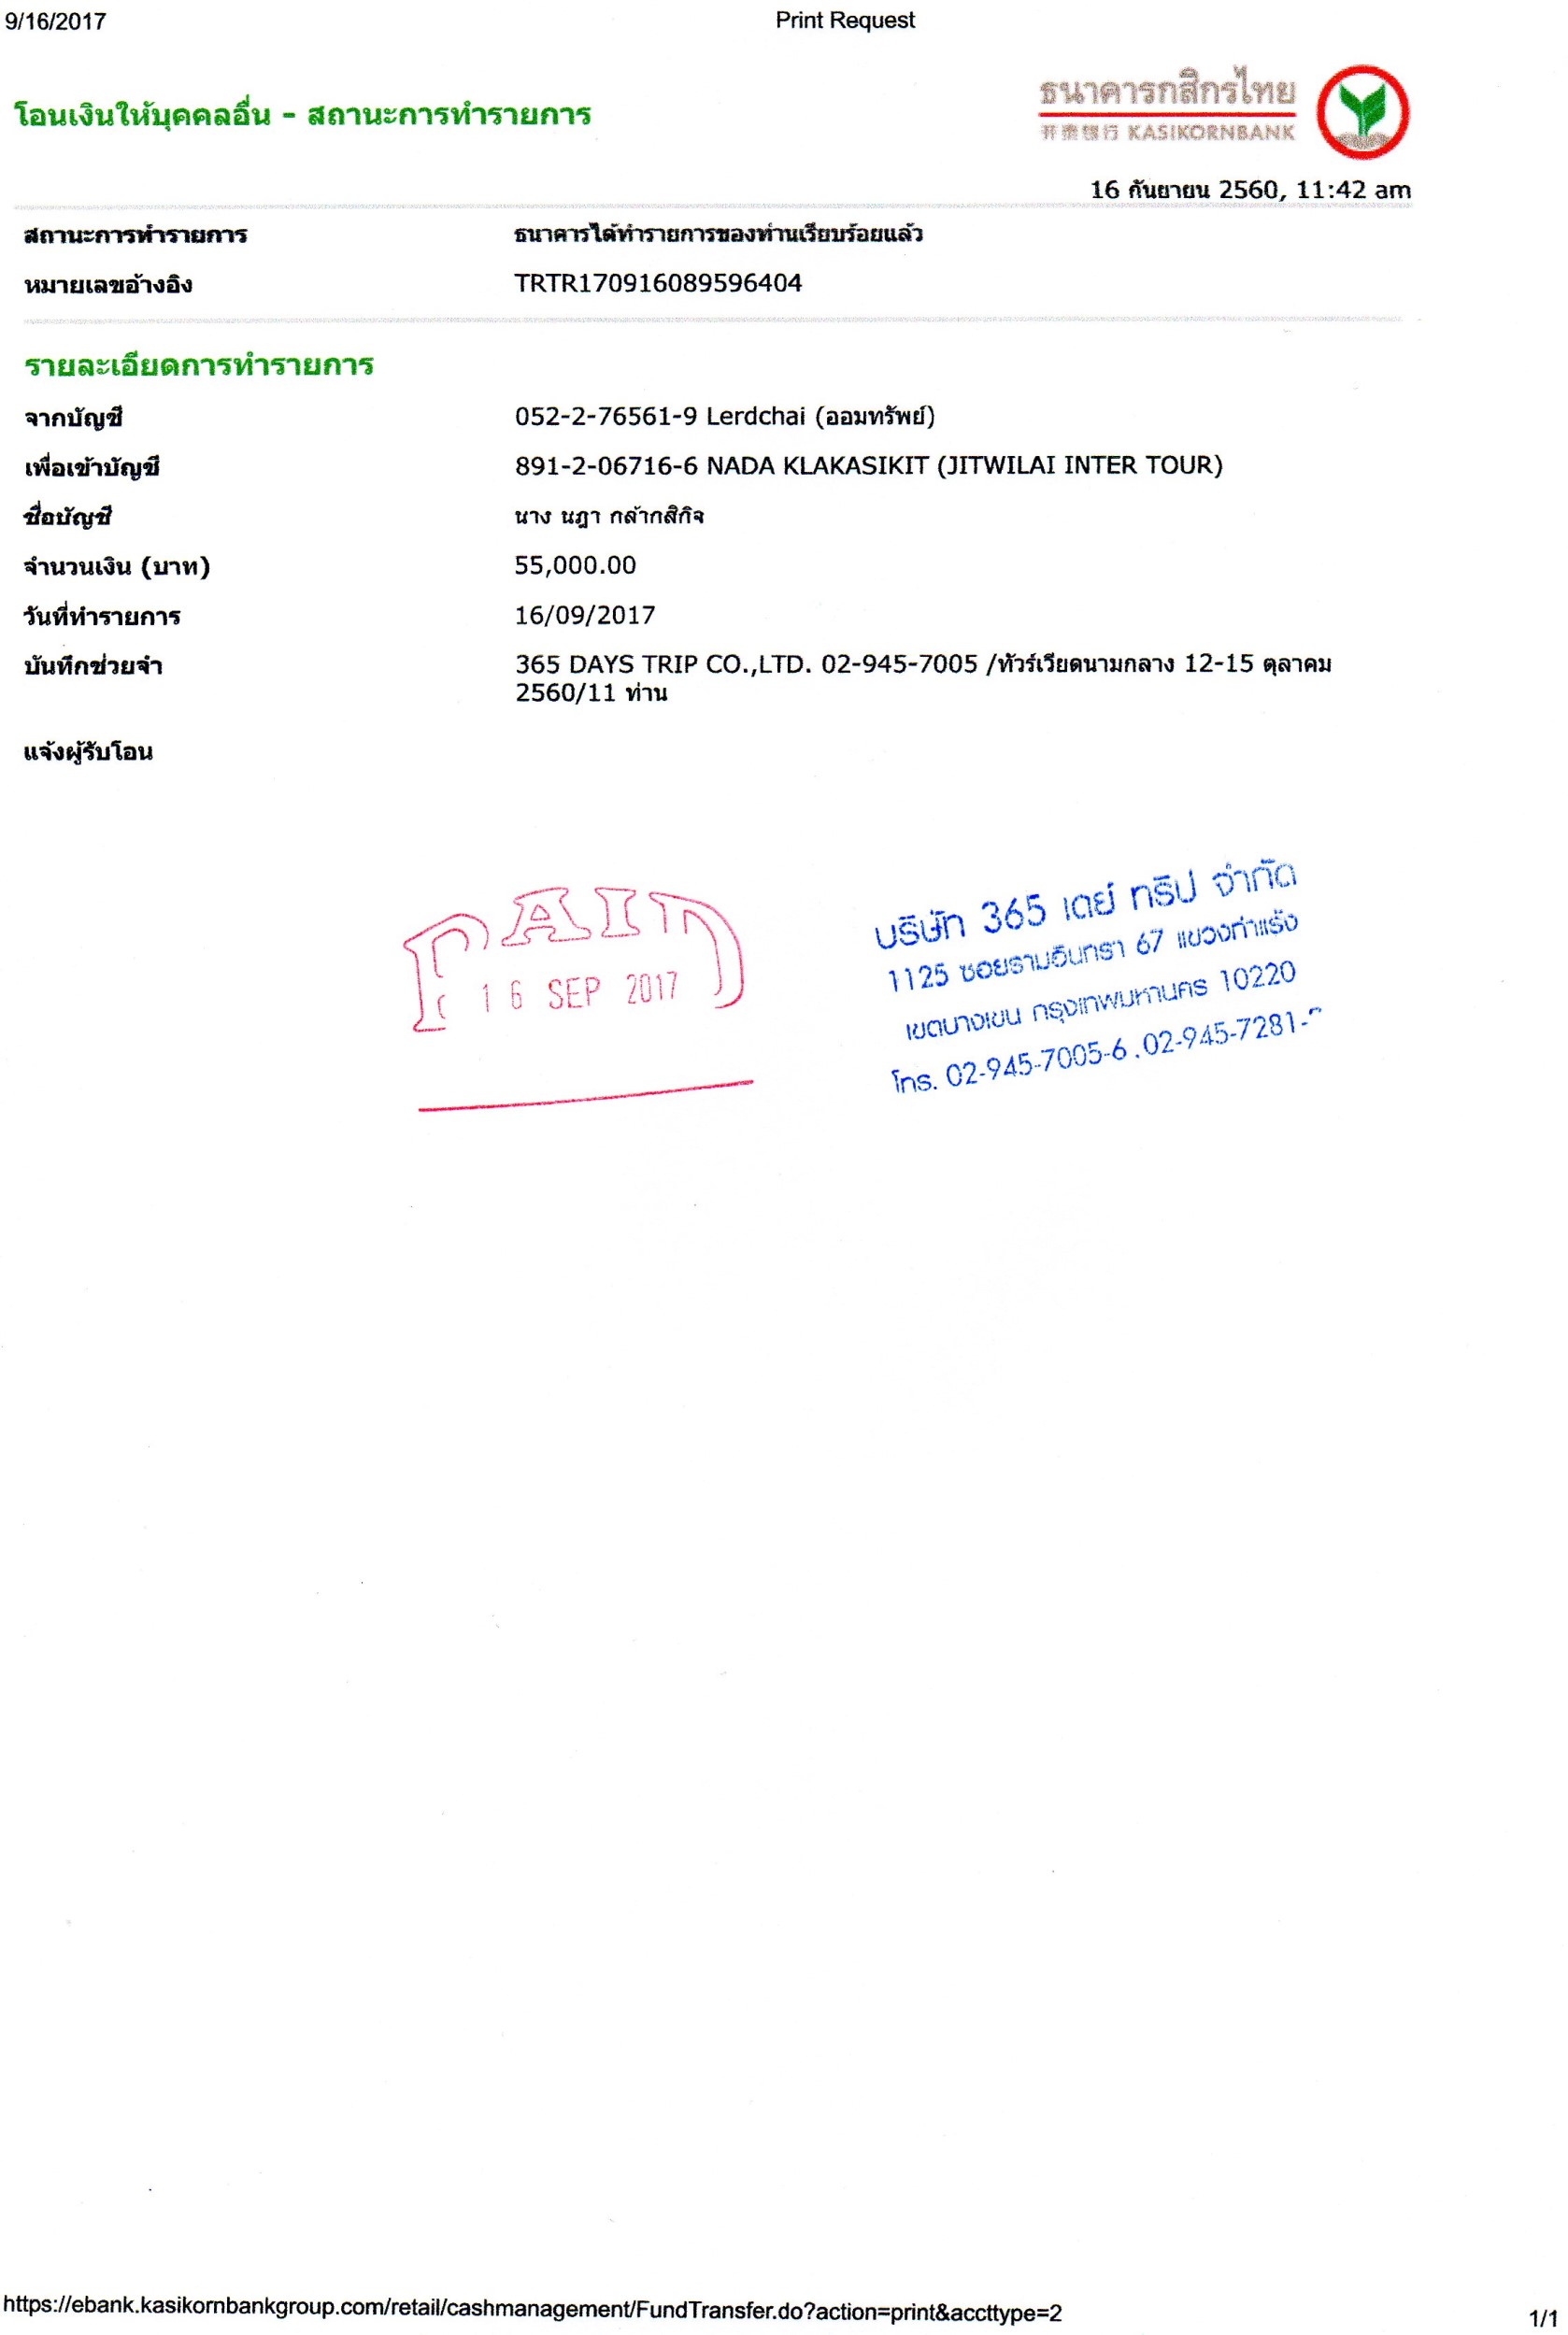 9/16/2017
Print Request
ธนาคารกสิกรไทย
开泰银行 KASIKORNBANK
โอนเงินให้บุคคลอื่น - สถานะการทำรายการ
16 กันยายน 2560, 11:42 am
สถานะการทำรายการ ธนาคารได้ทำรายการของท่านเรียบร้อยแล้ว
หมายเลขอ้างอิง TRTR170916089596404
รายละเอียดการทำรายการ
จากบัญชี 052-2-76561-9 Lerdchai (ออมทรัพย์)
เพื่อเข้าบัญชี 891-2-06716-6 NADA KLAKASIKIT (JITWILAI INTER TOUR)
ชื่อบัญชี นาง นฎา กล้ากสิกิจ
จำนวนเงิน (บาท) 55,000.00
วันที่ทำรายการ 16/09/2017
บันทึกช่วยจำ 365 DAYS TRIP CO.,LTD. 02-945-7005 /ทัวร์เวียดนามกลาง 12-15 ตุลาคม
2560/11 ท่าน
แจ้งผู้รับโอน
PAID
16 SEP 2017
บริษัท 365 เดย์ ทริป จำกัด
1125 ซอยรามอินทรา 67 แขวงท่าแร้ง
เขตบางเขน กรุงเทพมหานคร 10220
โทร. 02-945-7005-6 . 02-945-7281-
https://ebank.kasikornbankgroup.com/retail/cashmanagement/FundTransfer.do?action=print&accttype=2
1/1